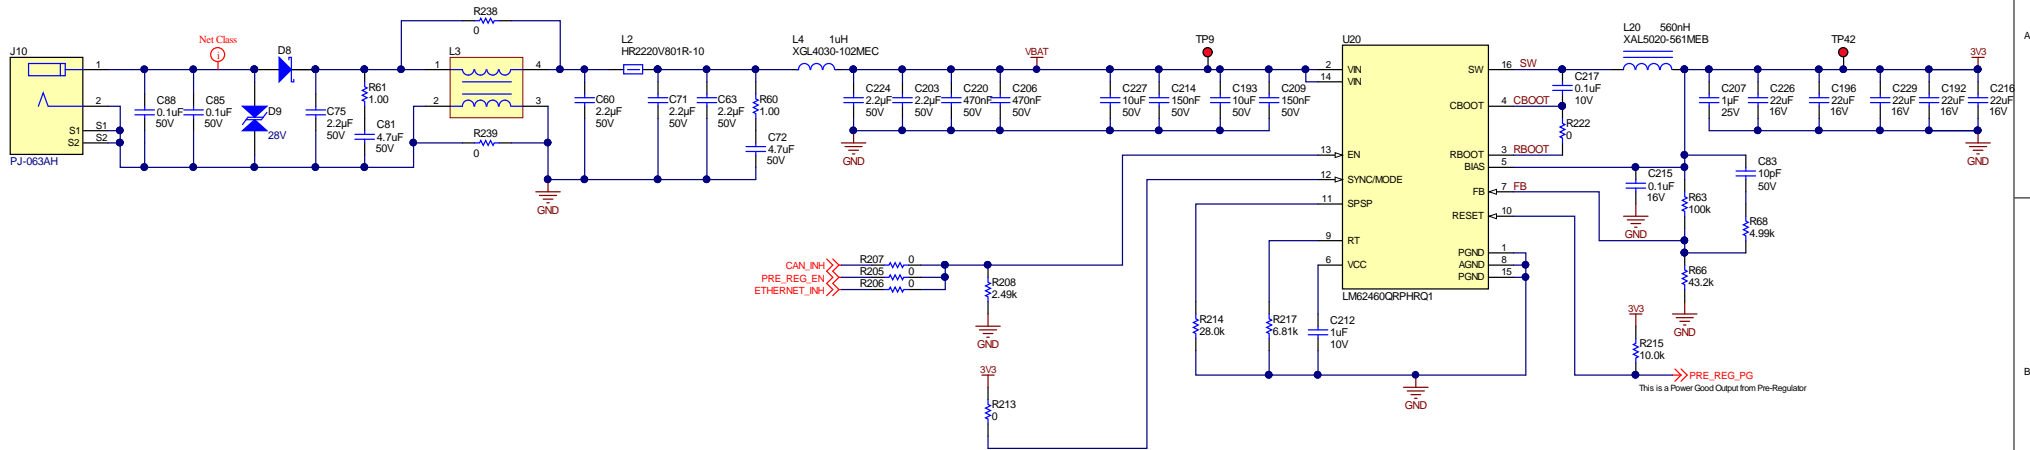 J10
1
2
S1
S2
PJ-063AH
Net Class
i
C88
0.1uF
50V
C85
0.1uF
50V
D9
28V
D8
C75
2.2µF
50V
R61
1.00
C81
4.7uF
50V
R238
0
L3
1
4
2
3
R239
0
GND
L2
HR2220V801R-10
C60
2.2µF
50V
C71
2.2µF
50V
C63
2.2µF
50V
R60
1.00
C72
4.7uF
50V
L4 1uH
XGL4030-102MEC
C224
2.2µF
50V
C203
2.2µF
50V
C220
470nF
50V
C206
470nF
50V
GND
VBAT
C227
10uF
50V
C214
150nF
50V
C193
10uF
50V
C209
150nF
50V
TP9
U20
2 VIN
14 VIN
13 EN
12 SYNC/MODE
11 SPSP
9 RT
6 VCC
SW 16 SW
CBOOT 4 CBOOT
RBOOT 3 RBOOT
BIAS 5
FB 7 FB
RESET 10
PGND 1
AGND 8
PGND 15
LM62460QRPHRQ1
C217
0.1uF
10V
R222
0
L20 560nH
XAL5020-561MEB
TP42
3V3
C207
1µF
25V
C226
22uF
16V
C196
22uF
16V
C229
22uF
16V
C192
22uF
16V
C216
22uF
16V
GND
C215
0.1uF
16V
GND
R63
100k
C83
10pF
50V
R68
4.99k
R66
43.2k
GND
CAN_INH
R207 0
PRE_REG_EN
R205 0
ETHERNET_INH
R206 0
R208
2.49k
GND
3V3
R213
0
R214
28.0k
R217
6.81k
C212
1uF
10V
GND
3V3
R215
10.0k
PRE_REG_PG
This is a Power Good Output from Pre-Regulator
A
B